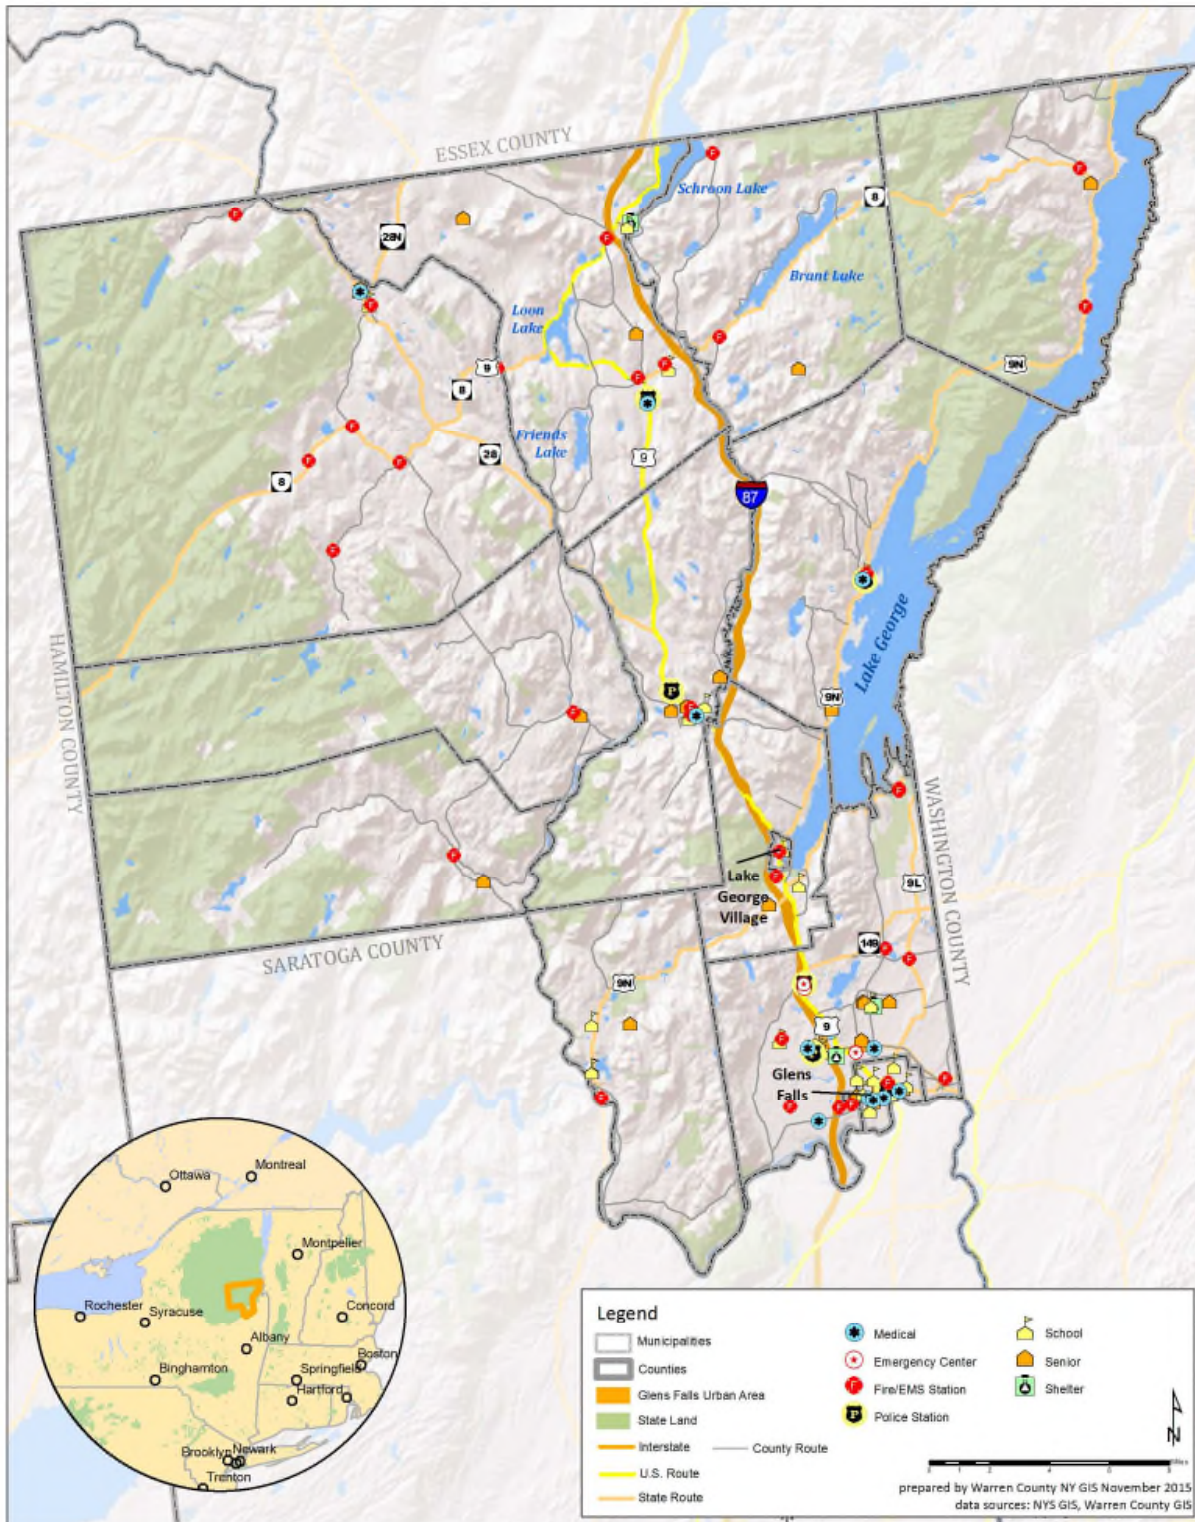 ESSEX COUNTY
Schroon Lake
8
28N
Brant Lake
Loon
Lake
9
9N
8
Friends
Lake
28
9
8
87
HAMILTON COUNTY
Lake George
9N
WASHINGTON COUNTY
Lake
George
Village
9L
SARATOGA COUNTY
149
9N
9
Glens
Falls
Montreal
Ottawa
Montpelier
Rochester
Syracuse
Concord
Albany
Boston
Binghamton
Springfield
Hartford
Brooklyn
Newark
Trenton
Legend
Municipalities
Counties
Glens Falls Urban Area
State Land
Interstate
County Route
U.S. Route
State Route
Medical
Emergency Center
Fire/EMS Station
Police Station
School
Senior
Shelter
N
prepared by Warren County NY GIS November 2015
data sources: NYS GIS, Warren County GIS